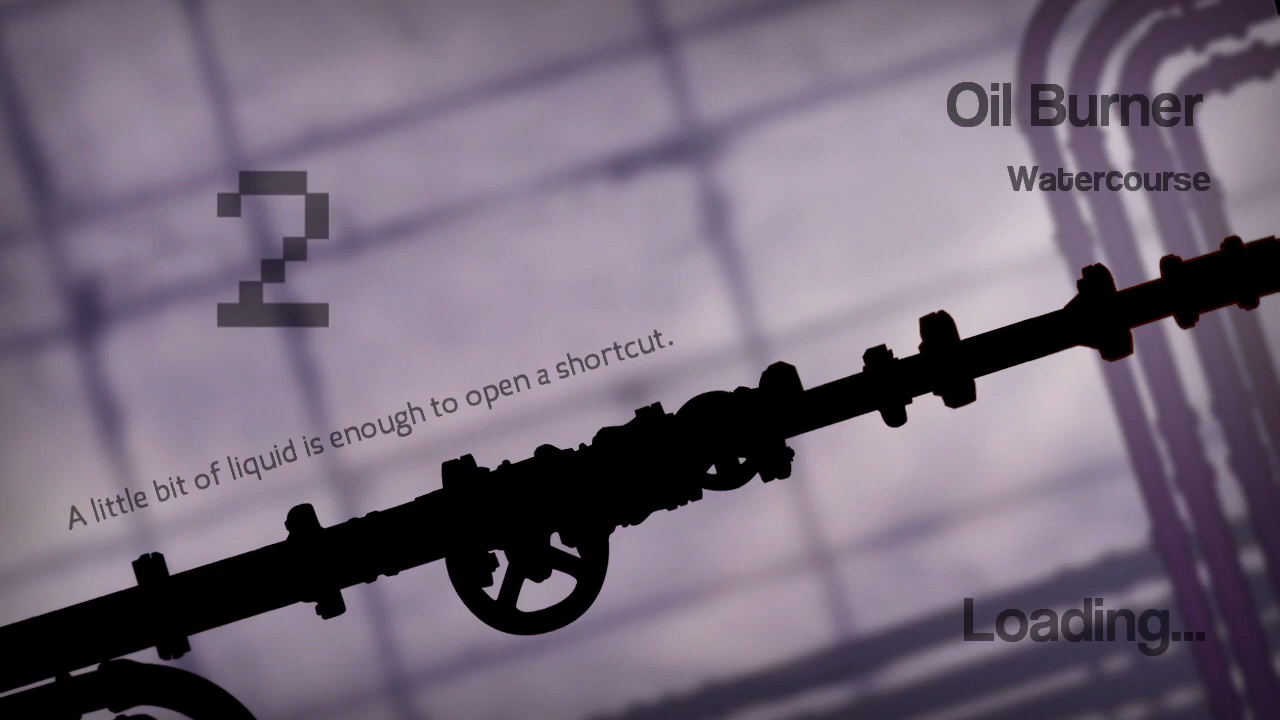 Oil Burner
Watercourse
2
A little bit of liquid is enough to open a shortcut.
Loading...